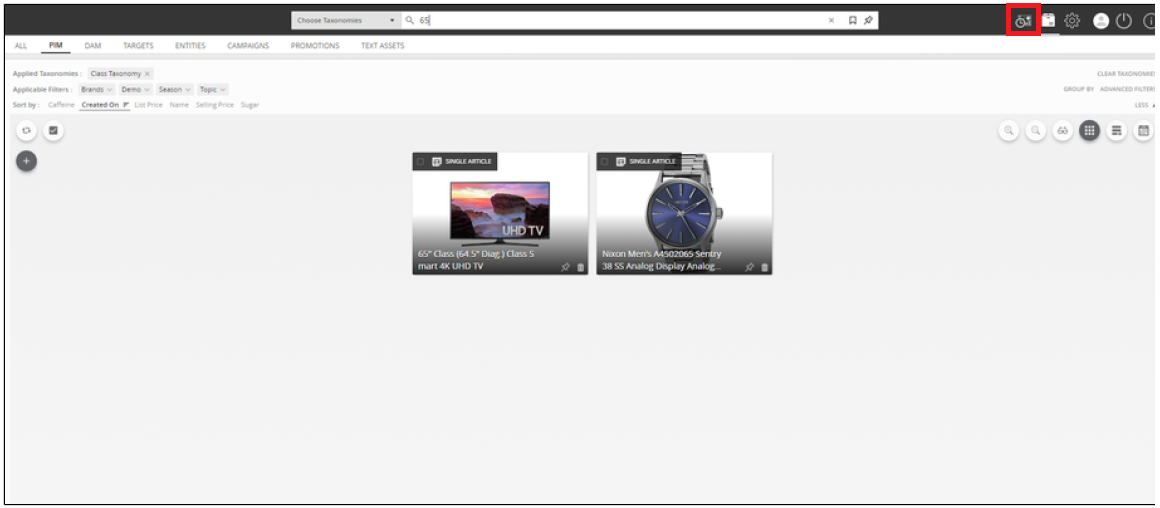 Choose Taxonomies 65
ALL PIM DAM TARGETS ENTITIES CAMPAIGNS PROMOTIONS TEXT ASSETS
Applied Taxonomies : Class Taxonomy ×
CLEAR TAXONOMIES
Applicable Filters : Brands Demo Season Topic
GROUP BY ADVANCED FILTERS
Sort by : Caffeine Created On List Price Name Selling Price Sugar
LESS
SINGLE ARTICLE
UHD TV
65" Class (64.5" Diag.) Class S
mart 4K UHD TV
SINGLE ARTICLE
Nixon Men's A4502065 Sentry
38 SS Analog Display Analog...